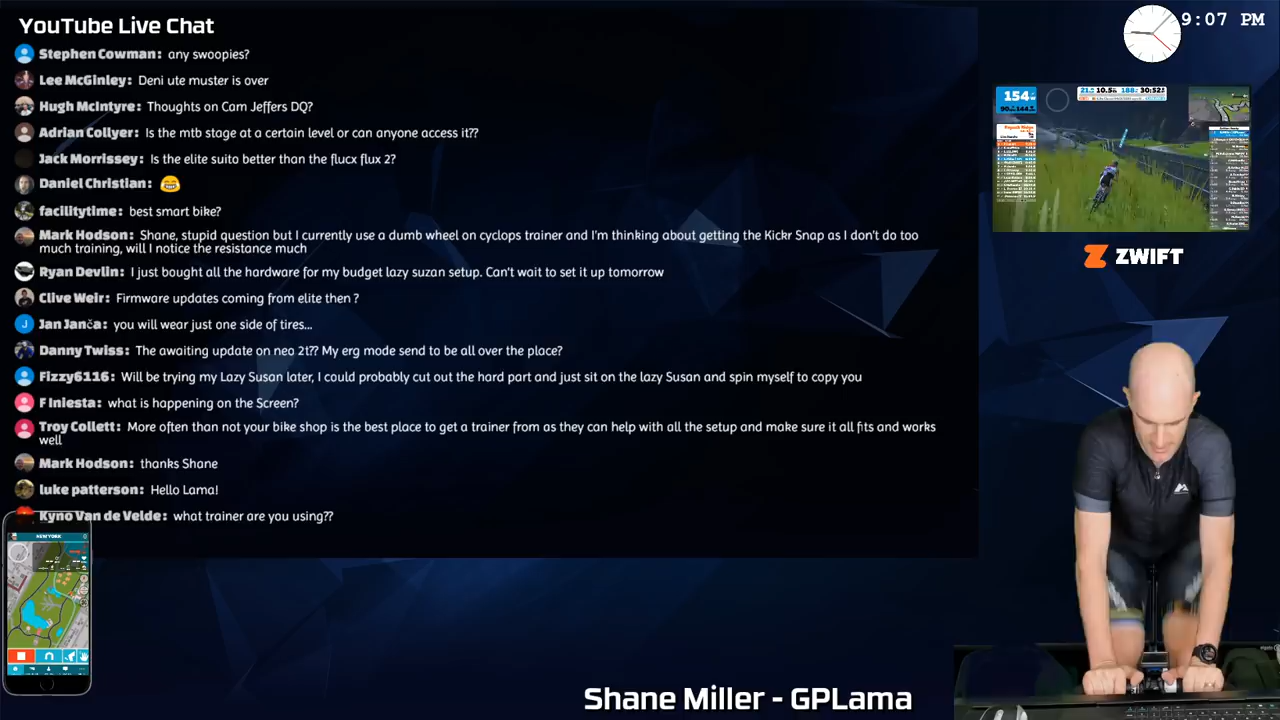 YouTube Live Chat
9:07 PM
Stephen Cowman: any swoopies?
Lee McGinley: Deni ute muster is over
Hugh McIntyre: Thoughts on Cam Jeffers DQ?
Adrian Collyer: Is the mtb stage at a certain level or can anyone access it??
Jack Morrissey: Is the elite suito better than the flucx flux 2?
Daniel Christian: 😂
facilitytime: best smart bike?
Mark Hodson: Shane, stupid question but I currently use a dumb wheel on cyclops trainer and I'm thinking about getting the Kickr Snap as I don't do too
much training, will I notice the resistance much
Ryan Devlin: I just bought all the hardware for my budget lazy suzan setup. Can't wait to set it up tomorrow
Clive Weir: Firmware updates coming from elite then ?
J Jan Janča: you will wear just one side of tires...
Danny Twiss: The awaiting update on neo 2t?? My erg mode send to be all over the place?
Fizzy6116: Will be trying my Lazy Susan later, I could probably cut out the hard part and just sit on the lazy Susan and spin myself to copy you
F Iniesta: what is happening on the Screen?
Troy Collett: More often than not your bike shop is the best place to get a trainer from as they can help with all the setup and make sure it all fits and works
well
Mark Hodson: thanks Shane
luke patterson: Hello Lama!
Kyno Van de Velde: what trainer are you using??
154
ZWIFT
NEW YORK
Shane Miller - GPLama